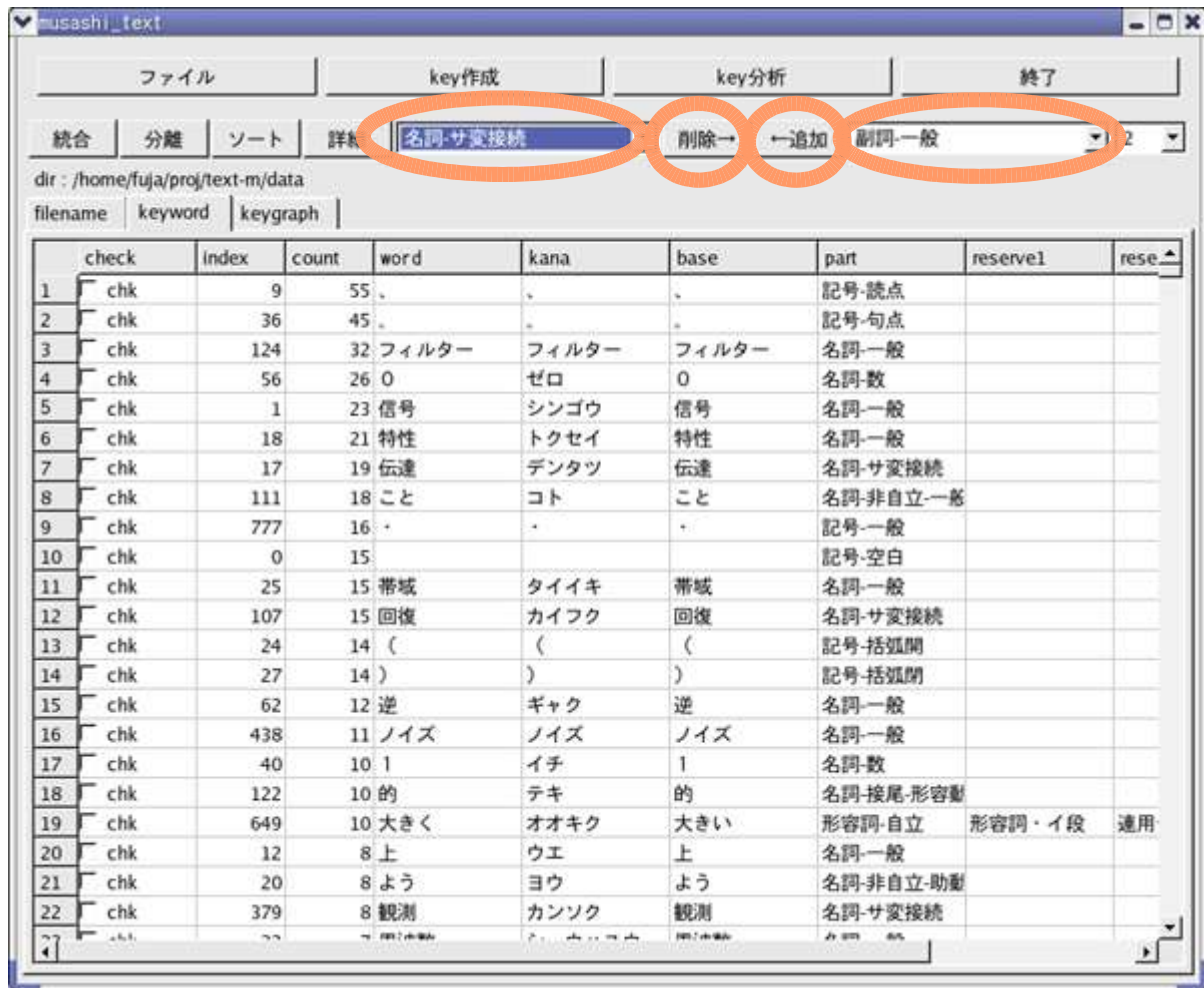 musashi_text
ファイル key作成 key分析 終了
統合 分離 ソート 詳細 名詞-サ変接続 削除→ ←追加 副詞-一般 2
dir : /home/fuja/proj/text-m/data
filename keyword keygraph
check index count word kana base part reserve1 rese
1 chk 9 55 、 、 、 記号-読点
2 chk 36 45 。 。 。 記号-句点
3 chk 124 32 フィルター フィルター フィルター 名詞-一般
4 chk 56 26 0 ゼロ 0 名詞-数
5 chk 1 23 信号 シンゴウ 信号 名詞-一般
6 chk 18 21 特性 トクセイ 特性 名詞-一般
7 chk 17 19 伝達 デンタツ 伝達 名詞-サ変接続
8 chk 111 18 こと コト こと 名詞-非自立-一般
9 chk 777 16 ・ ・ ・ 記号-一般
10 chk 0 15 記号-空白
11 chk 25 15 帯域 タイイキ 帯域 名詞-一般
12 chk 107 15 回復 カイフク 回復 名詞-サ変接続
13 chk 24 14 （ （ （ 記号-括弧開
14 chk 27 14 ） ） ） 記号-括弧閉
15 chk 62 12 逆 ギャク 逆 名詞-一般
16 chk 438 11 ノイズ ノイズ ノイズ 名詞-一般
17 chk 40 10 1 イチ 1 名詞-数
18 chk 122 10 的 テキ 的 名詞-接尾-形容動
19 chk 649 10 大きく オオキク 大きい 形容詞-自立 形容詞・イ段 連用
20 chk 12 8 上 ウエ 上 名詞-一般
21 chk 20 8 よう ヨウ よう 名詞-非自立-助動
22 chk 379 8 観測 カンソク 観測 名詞-サ変接続